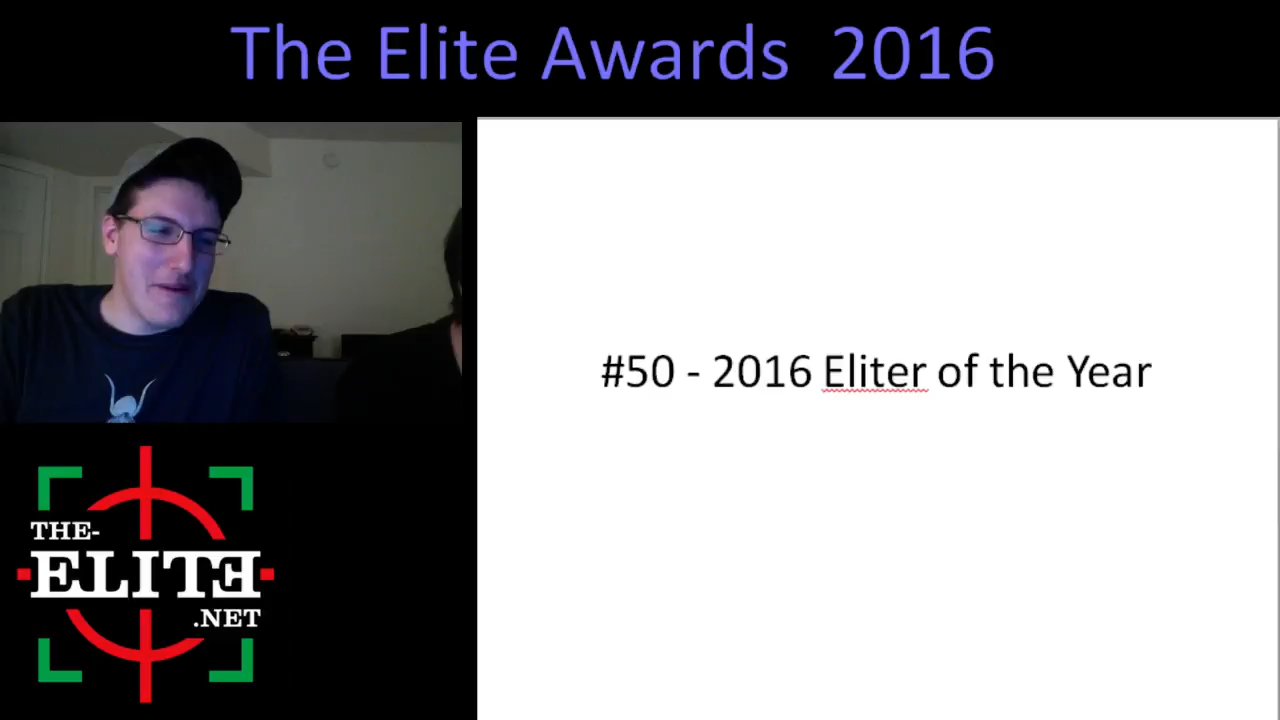 The Elite Awards 2016
#50 - 2016 Eliter of the Year
THE-
ELITE
.NET